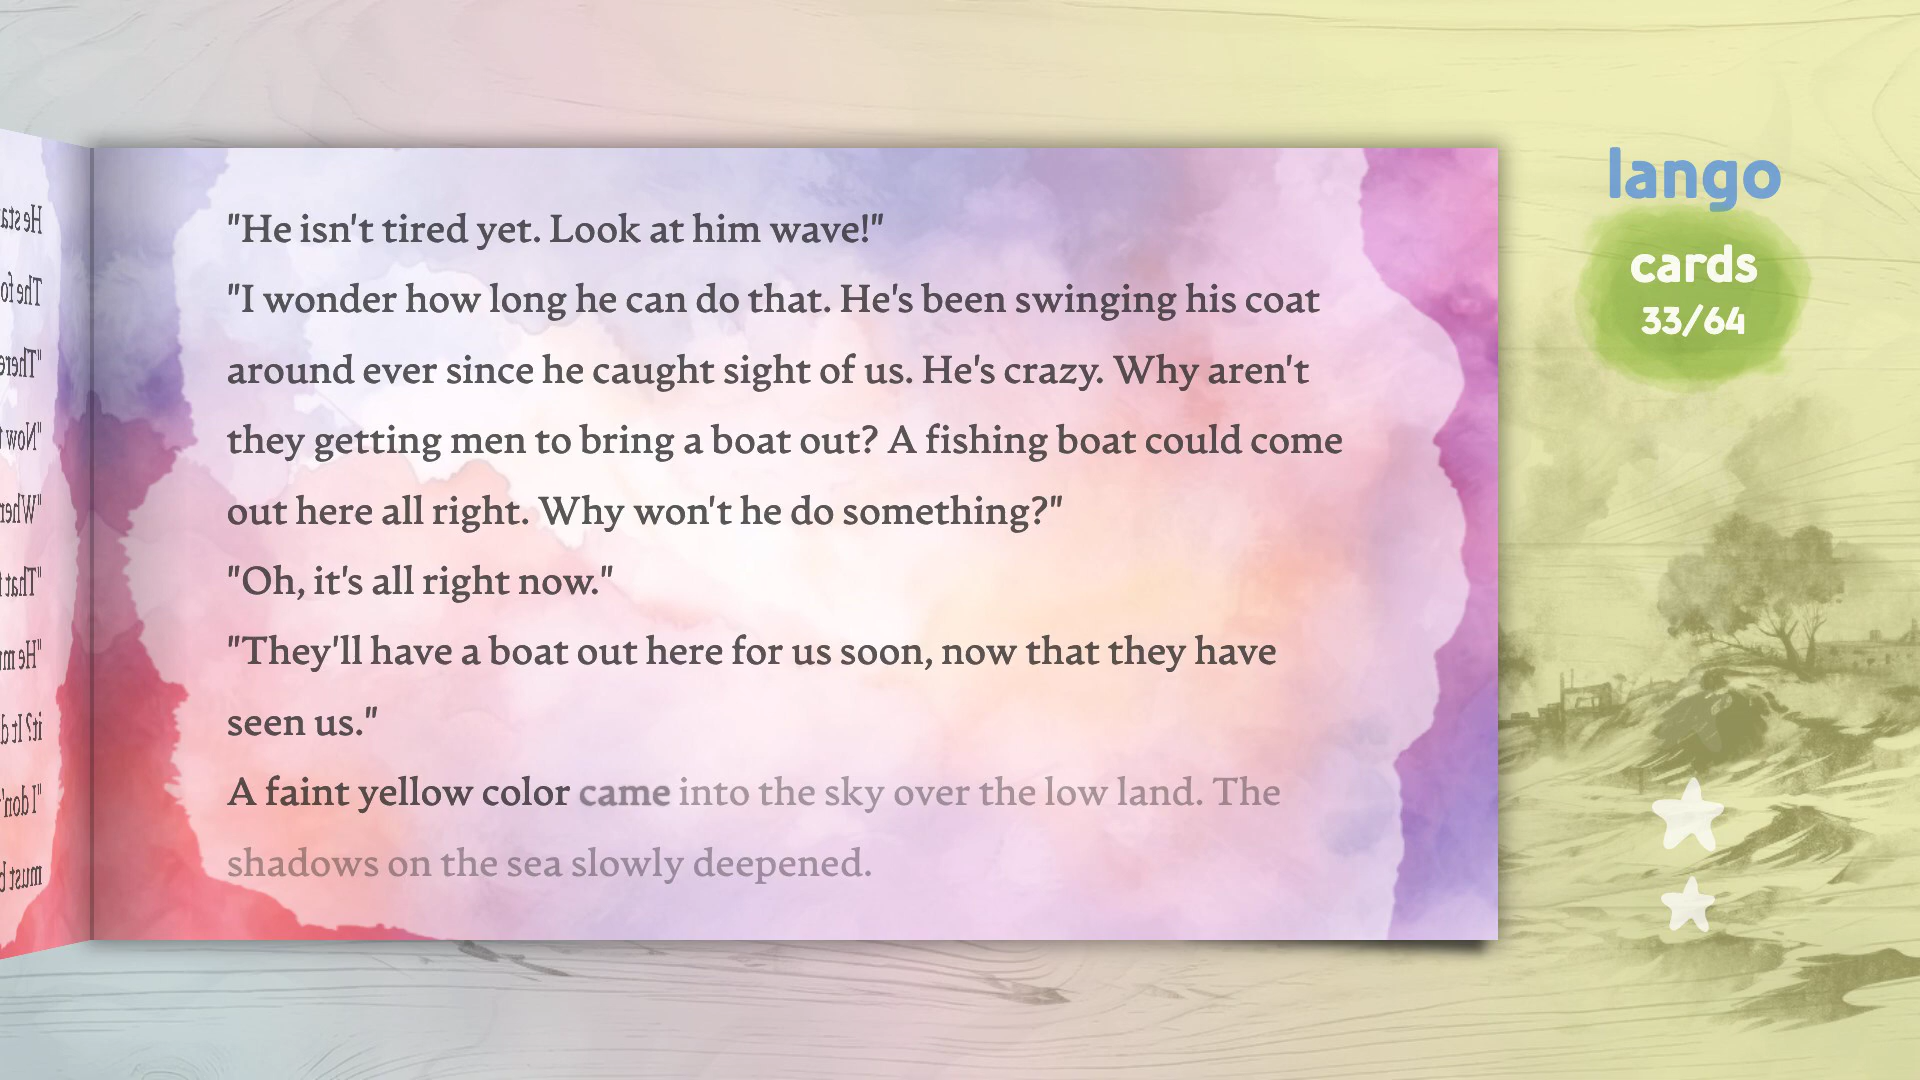 "He isn't tired yet. Look at him wave!"
"I wonder how long he can do that. He's been swinging his coat
around ever since he caught sight of us. He's crazy. Why aren't
they getting men to bring a boat out? A fishing boat could come
out here all right. Why won't he do something?"
"Oh, it's all right now."
"They'll have a boat out here for us soon, now that they have
seen us."
A faint yellow color came into the sky over the low land. The
shadows on the sea slowly deepened.
lango
cards
33/64